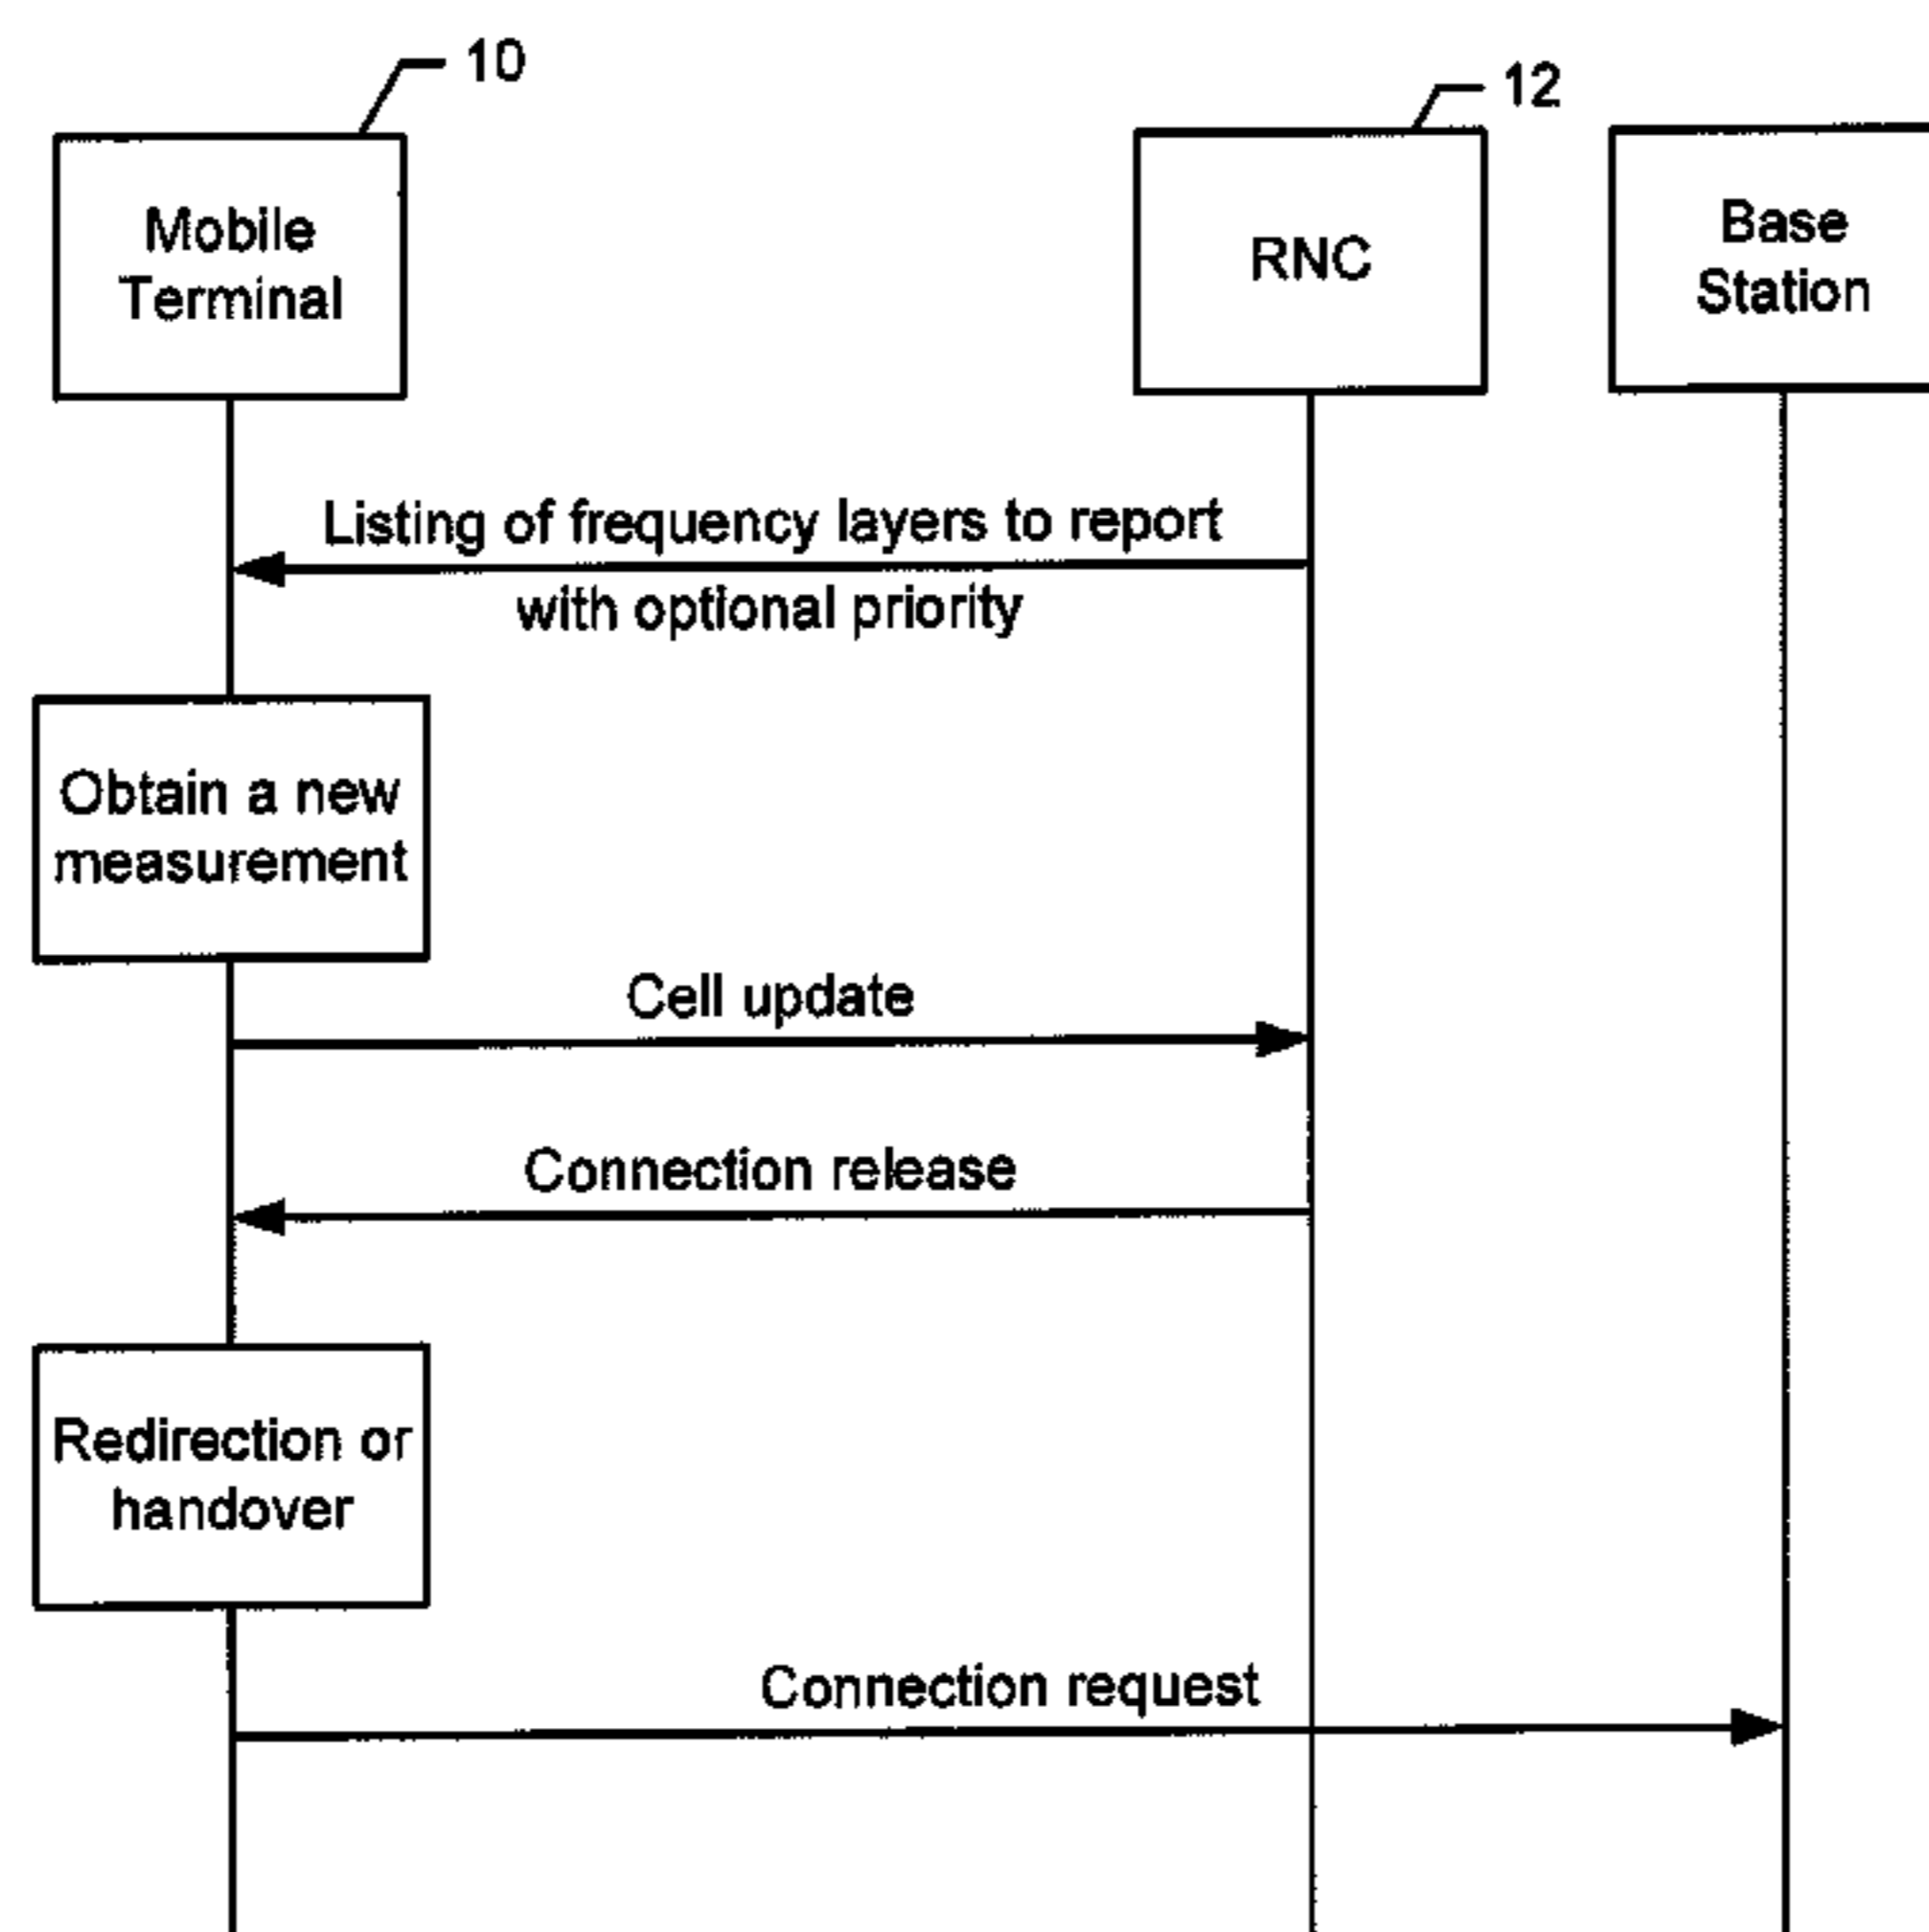 10
12
Mobile
Terminal
RNC
Base
Station
Listing of frequency layers to report
with optional priority
Obtain a new
measurement
Cell update
Connection release
Redirection or
handover
Connection request